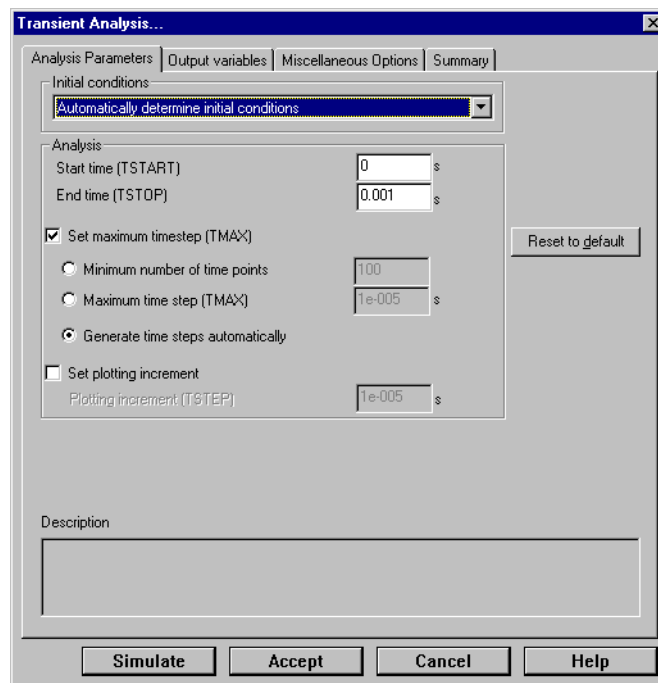 Transient Analysis...
Analysis Parameters Output variables Miscellaneous Options Summary
Initial conditions
Automatically determine initial conditions
Analysis
Start time (TSTART) 0 s
End time (TSTOP) 0.001 s
Set maximum timestep (TMAX)
Reset to default
Minimum number of time points 100
Maximum time step (TMAX) 1e-005 s
Generate time steps automatically
Set plotting increment
Plotting increment (TSTEP) 1e-005 s
Description
Simulate Accept Cancel Help